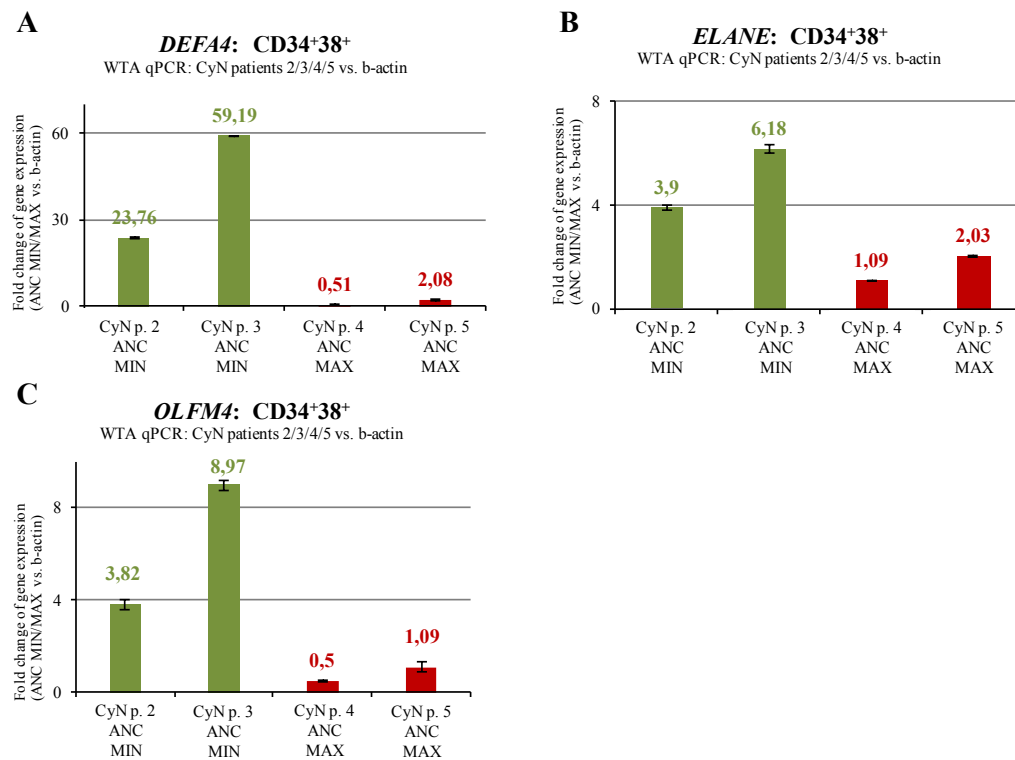 A
DEFA4: CD34+38+
WTA qPCR: CyN patients 2/3/4/5 vs. b-actin
Fold change of gene expression
(ANC MIN/MAX vs. b-actin)
60
30
0
23,76
59,19
0,51
2,08
CyN p. 2
ANC
MIN
CyN p. 3
ANC
MIN
CyN p. 4
ANC
MAX
CyN p. 5
ANC
MAX
B
ELANE: CD34+38+
WTA qPCR: CyN patients 2/3/4/5 vs. b-actin
Fold change of gene expression
(ANC MIN/MAX vs. b-actin)
8
4
0
3,9
6,18
1,09
2,03
CyN p. 2
ANC
MIN
CyN p. 3
ANC
MIN
CyN p. 4
ANC
MAX
CyN p. 5
ANC
MAX
C
OLFM4: CD34+38+
WTA qPCR: CyN patients 2/3/4/5 vs. b-actin
Fold change of gene expression
(ANC MIN/MAX vs. b-actin)
8
4
0
3,82
8,97
0,5
1,09
CyN p. 2
ANC
MIN
CyN p. 3
ANC
MIN
CyN p. 4
ANC
MAX
CyN p. 5
ANC
MAX